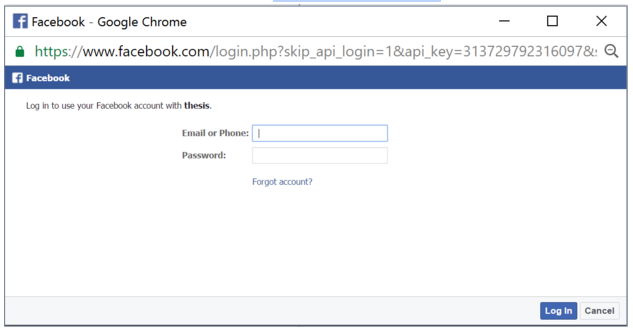 Facebook - Google Chrome
https://www.facebook.com/login.php?skip_api_login=1&api_key=313729792316097&
Facebook
Log in to use your Facebook account with thesis.
Email or Phone:
Password:
Forgot account?
Log In Cancel